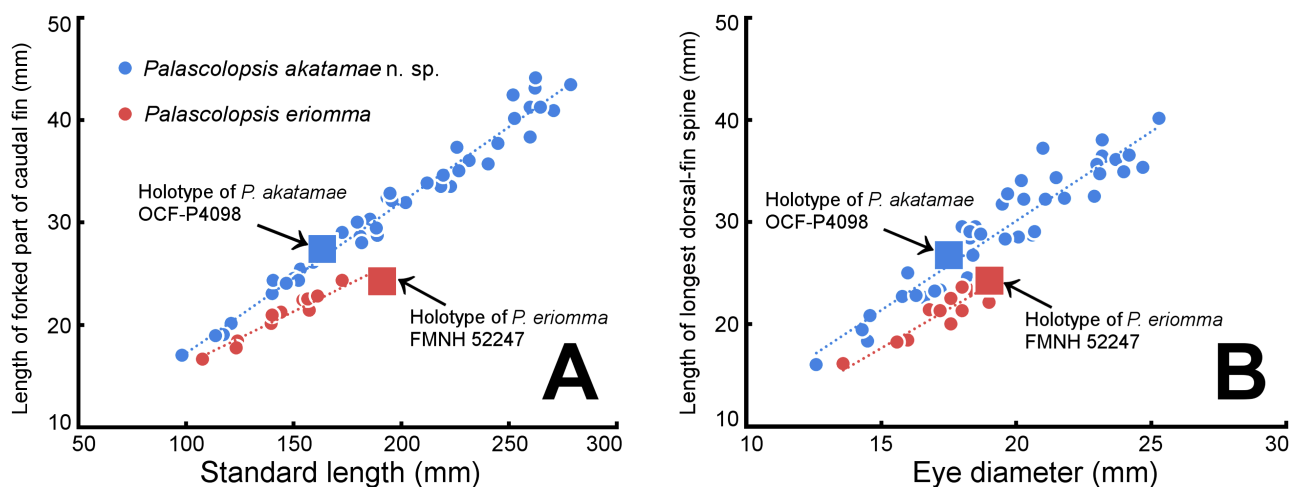 Length of forked part of caudal fin (mm)
50
40
30
20
10
Palascolopsis akatamae n. sp.
Palascolopsis eriomma
Holotype of P. akatamae
OCF-P4098
Hotoype of P. eriomma
FMNH 52247
A
50
100
150
200
250
300
Standard length (mm)
Length of longest dorsal-fin spine (mm)
50
40
30
20
10
Holotype of P. akatamae
OCF-P4098
Hotoype of P. eriomma
FMNH 52247
B
10
15
20
25
30
Eye diameter (mm)